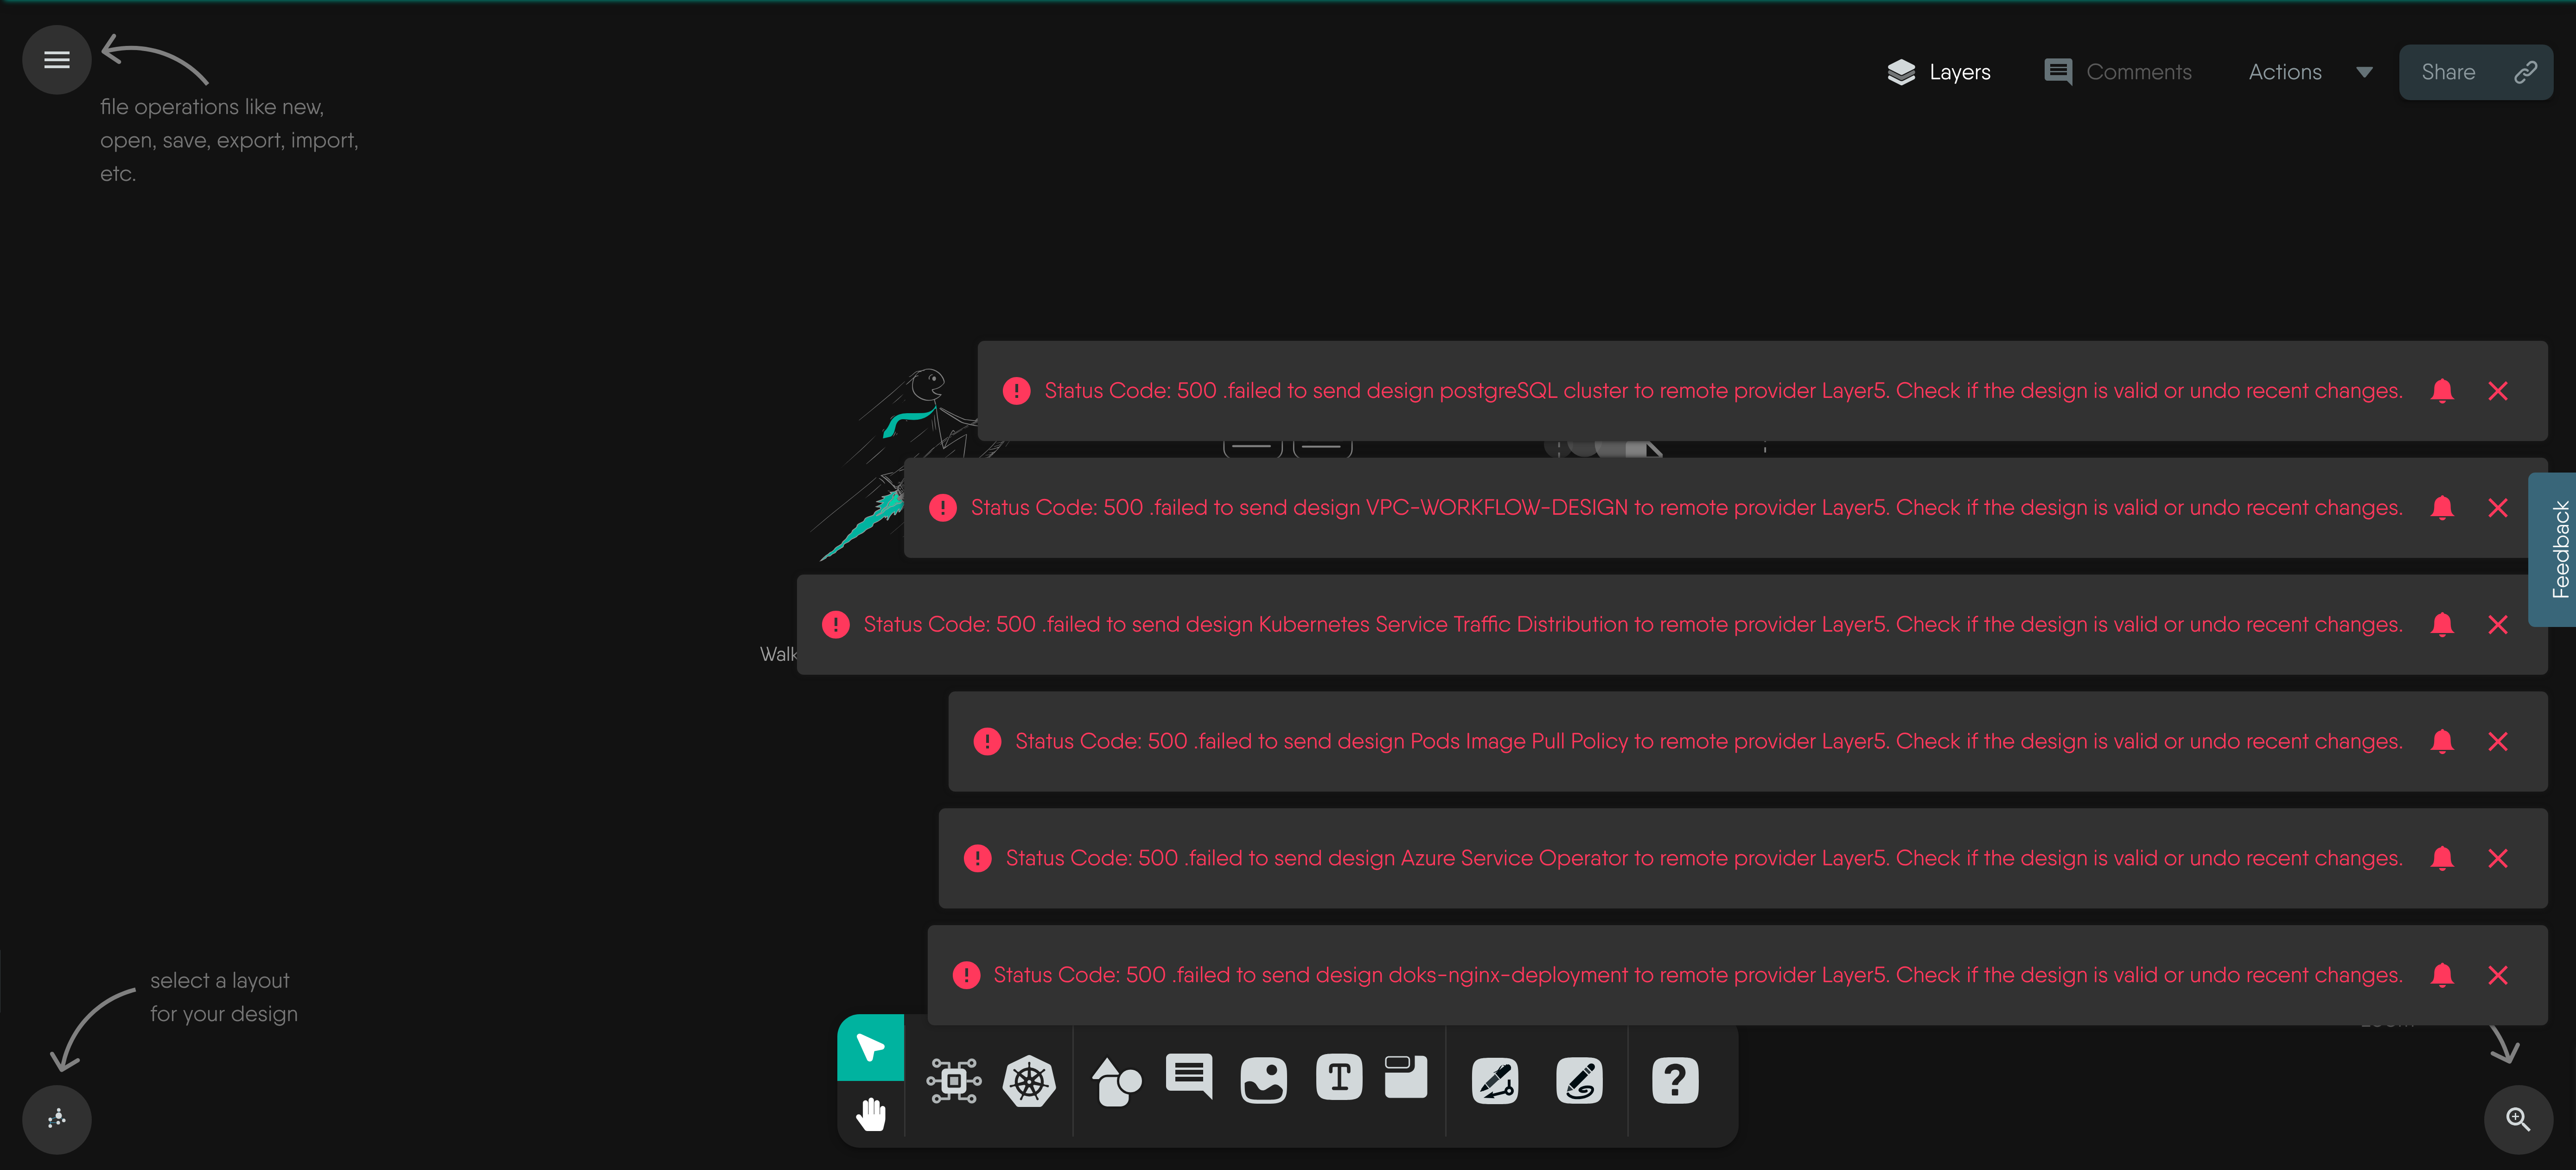 file operations like new,
open, save, export, import,
etc.
Layers
Comments
Actions
Share
Status Code: 500 .failed to send design postgreSQL cluster to remote provider Layer5. Check if the design is valid or undo recent changes.
Status Code: 500 .failed to send design VPC-WORKFLOW-DESIGN to remote provider Layer5. Check if the design is valid or undo recent changes.
Feedback
Status Code: 500 .failed to send design Kubernetes Service Traffic Distribution to remote provider Layer5. Check if the design is valid or undo recent changes.
Walk
Status Code: 500 .failed to send design Pods Image Pull Policy to remote provider Layer5. Check if the design is valid or undo recent changes.
Status Code: 500 .failed to send design Azure Service Operator to remote provider Layer5. Check if the design is valid or undo recent changes.
Status Code: 500 .failed to send design doks-nginx-deployment to remote provider Layer5. Check if the design is valid or undo recent changes.
select a layout
for your design
T
?